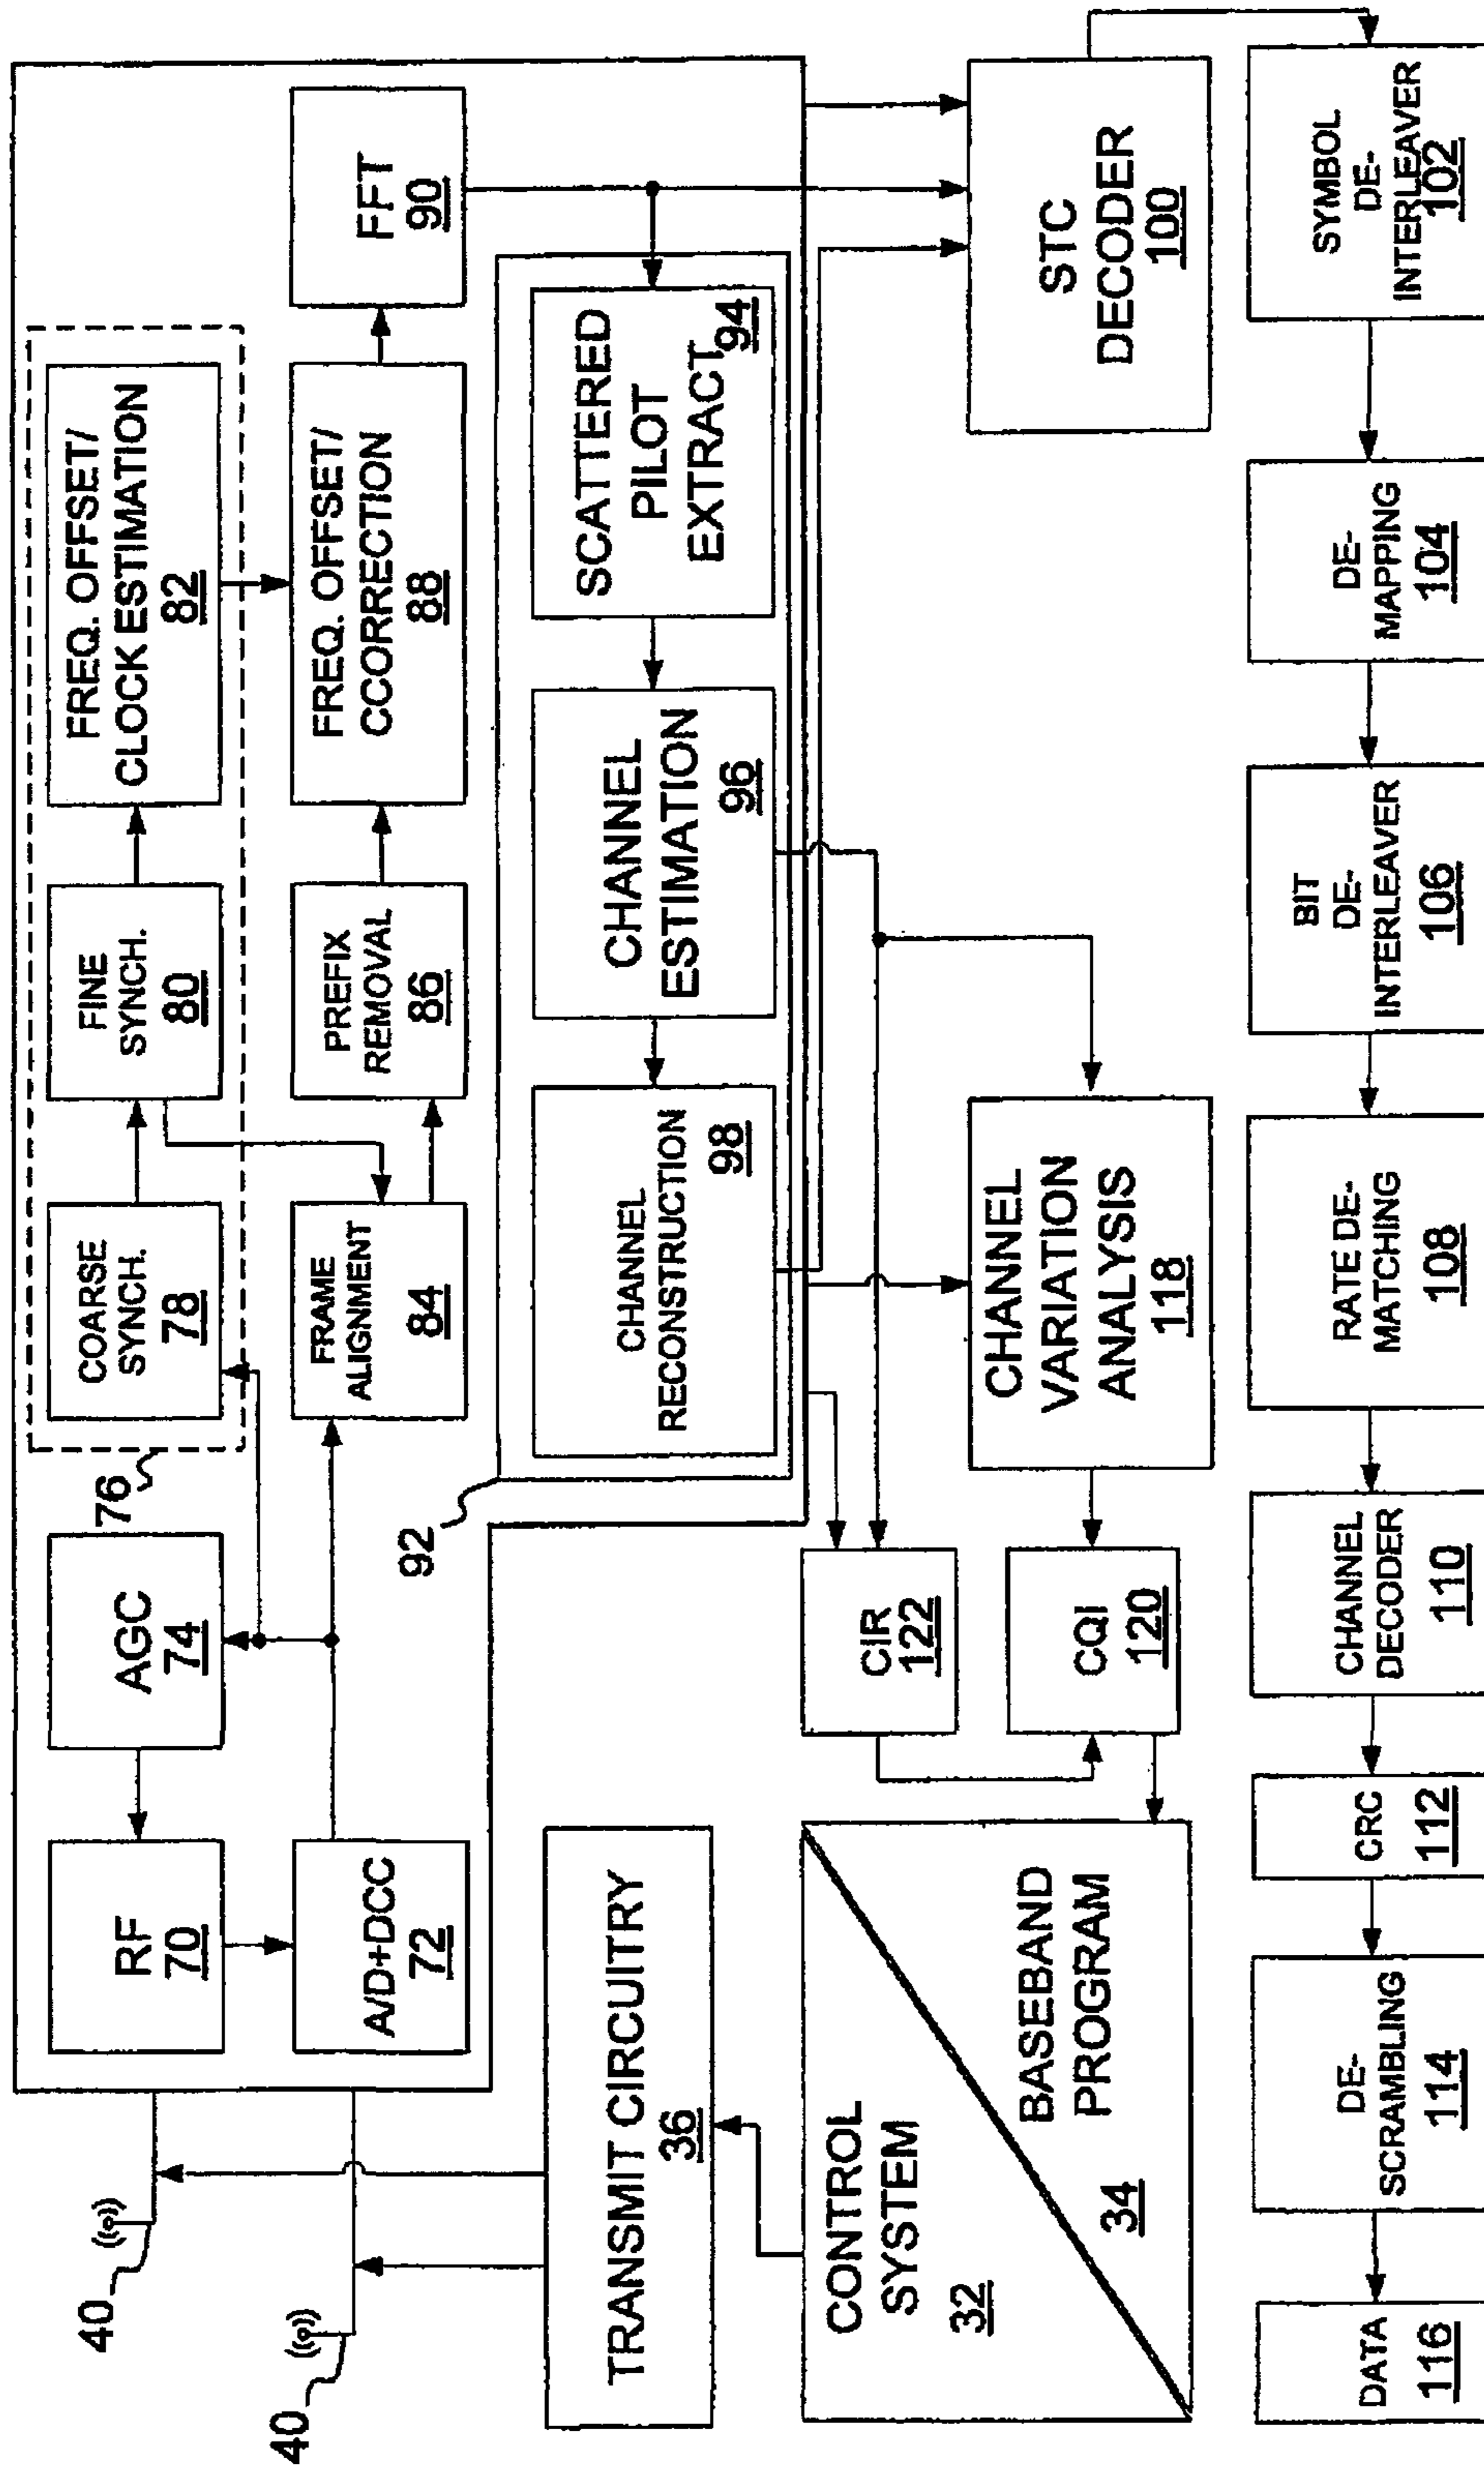 40
40
RF
70
AGC
74
76
COARSE
SYNCH.
78
FINE
SYNCH.
80
FREQ. OFFSET/
CLOCK ESTIMATION
82
A/D+DCC
72
FRAME
ALIGNMENT
84
PREFIX
REMOVAL
86
FREQ. OFFSET/
CCORRECTION
88
FFT
90
92
CHANNEL
RECONSTRUCTION
98
CHANNEL
ESTIMATION
96
SCATTERED
PILOT
EXTRACT
94
TRANSMIT CIRCUITRY
36
CONTROL
SYSTEM
32
BASEBAND
PROGRAM
34
CIR
122
CQI
120
CHANNEL
VARIATION
ANALYSIS
118
STC
DECODER
100
DATA
116
DE-
SCRAMBLING
114
CRC
112
CHANNEL
DECODER
110
RATE DE-
MATCHING
108
BIT
DE-
INTERLEAVER
106
DE-
MAPPING
104
SYMBOL
DE-
INTERLEAVER
102